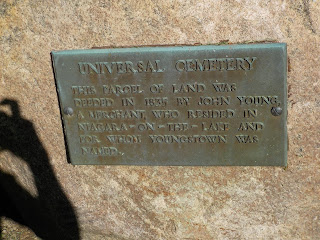 UNIVERSAL CEMETERY
THIS PARCEL OF LAND WAS
DEEDED IN 1835 BY JOHN YOUNG,
A MERCHANT WHO RESIDED IN
NIAGARA-ON-THE-LAKE AND
FOR WHOM YOUNGSTOWN WAS
NAMED.